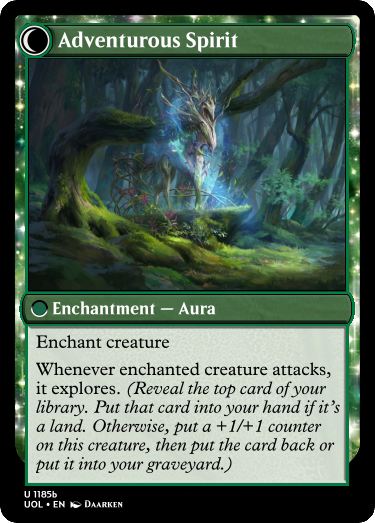 Adventurous Spirit
Enchantment — Aura
Enchant creature
Whenever enchanted creature attacks,
it explores. (Reveal the top card of your
library. Put that card into your hand if it's
a land. Otherwise, put a +1/+1 counter
on this creature, then put the card back or
put it into your graveyard.)
U 1185b
UOL • EN Daarken